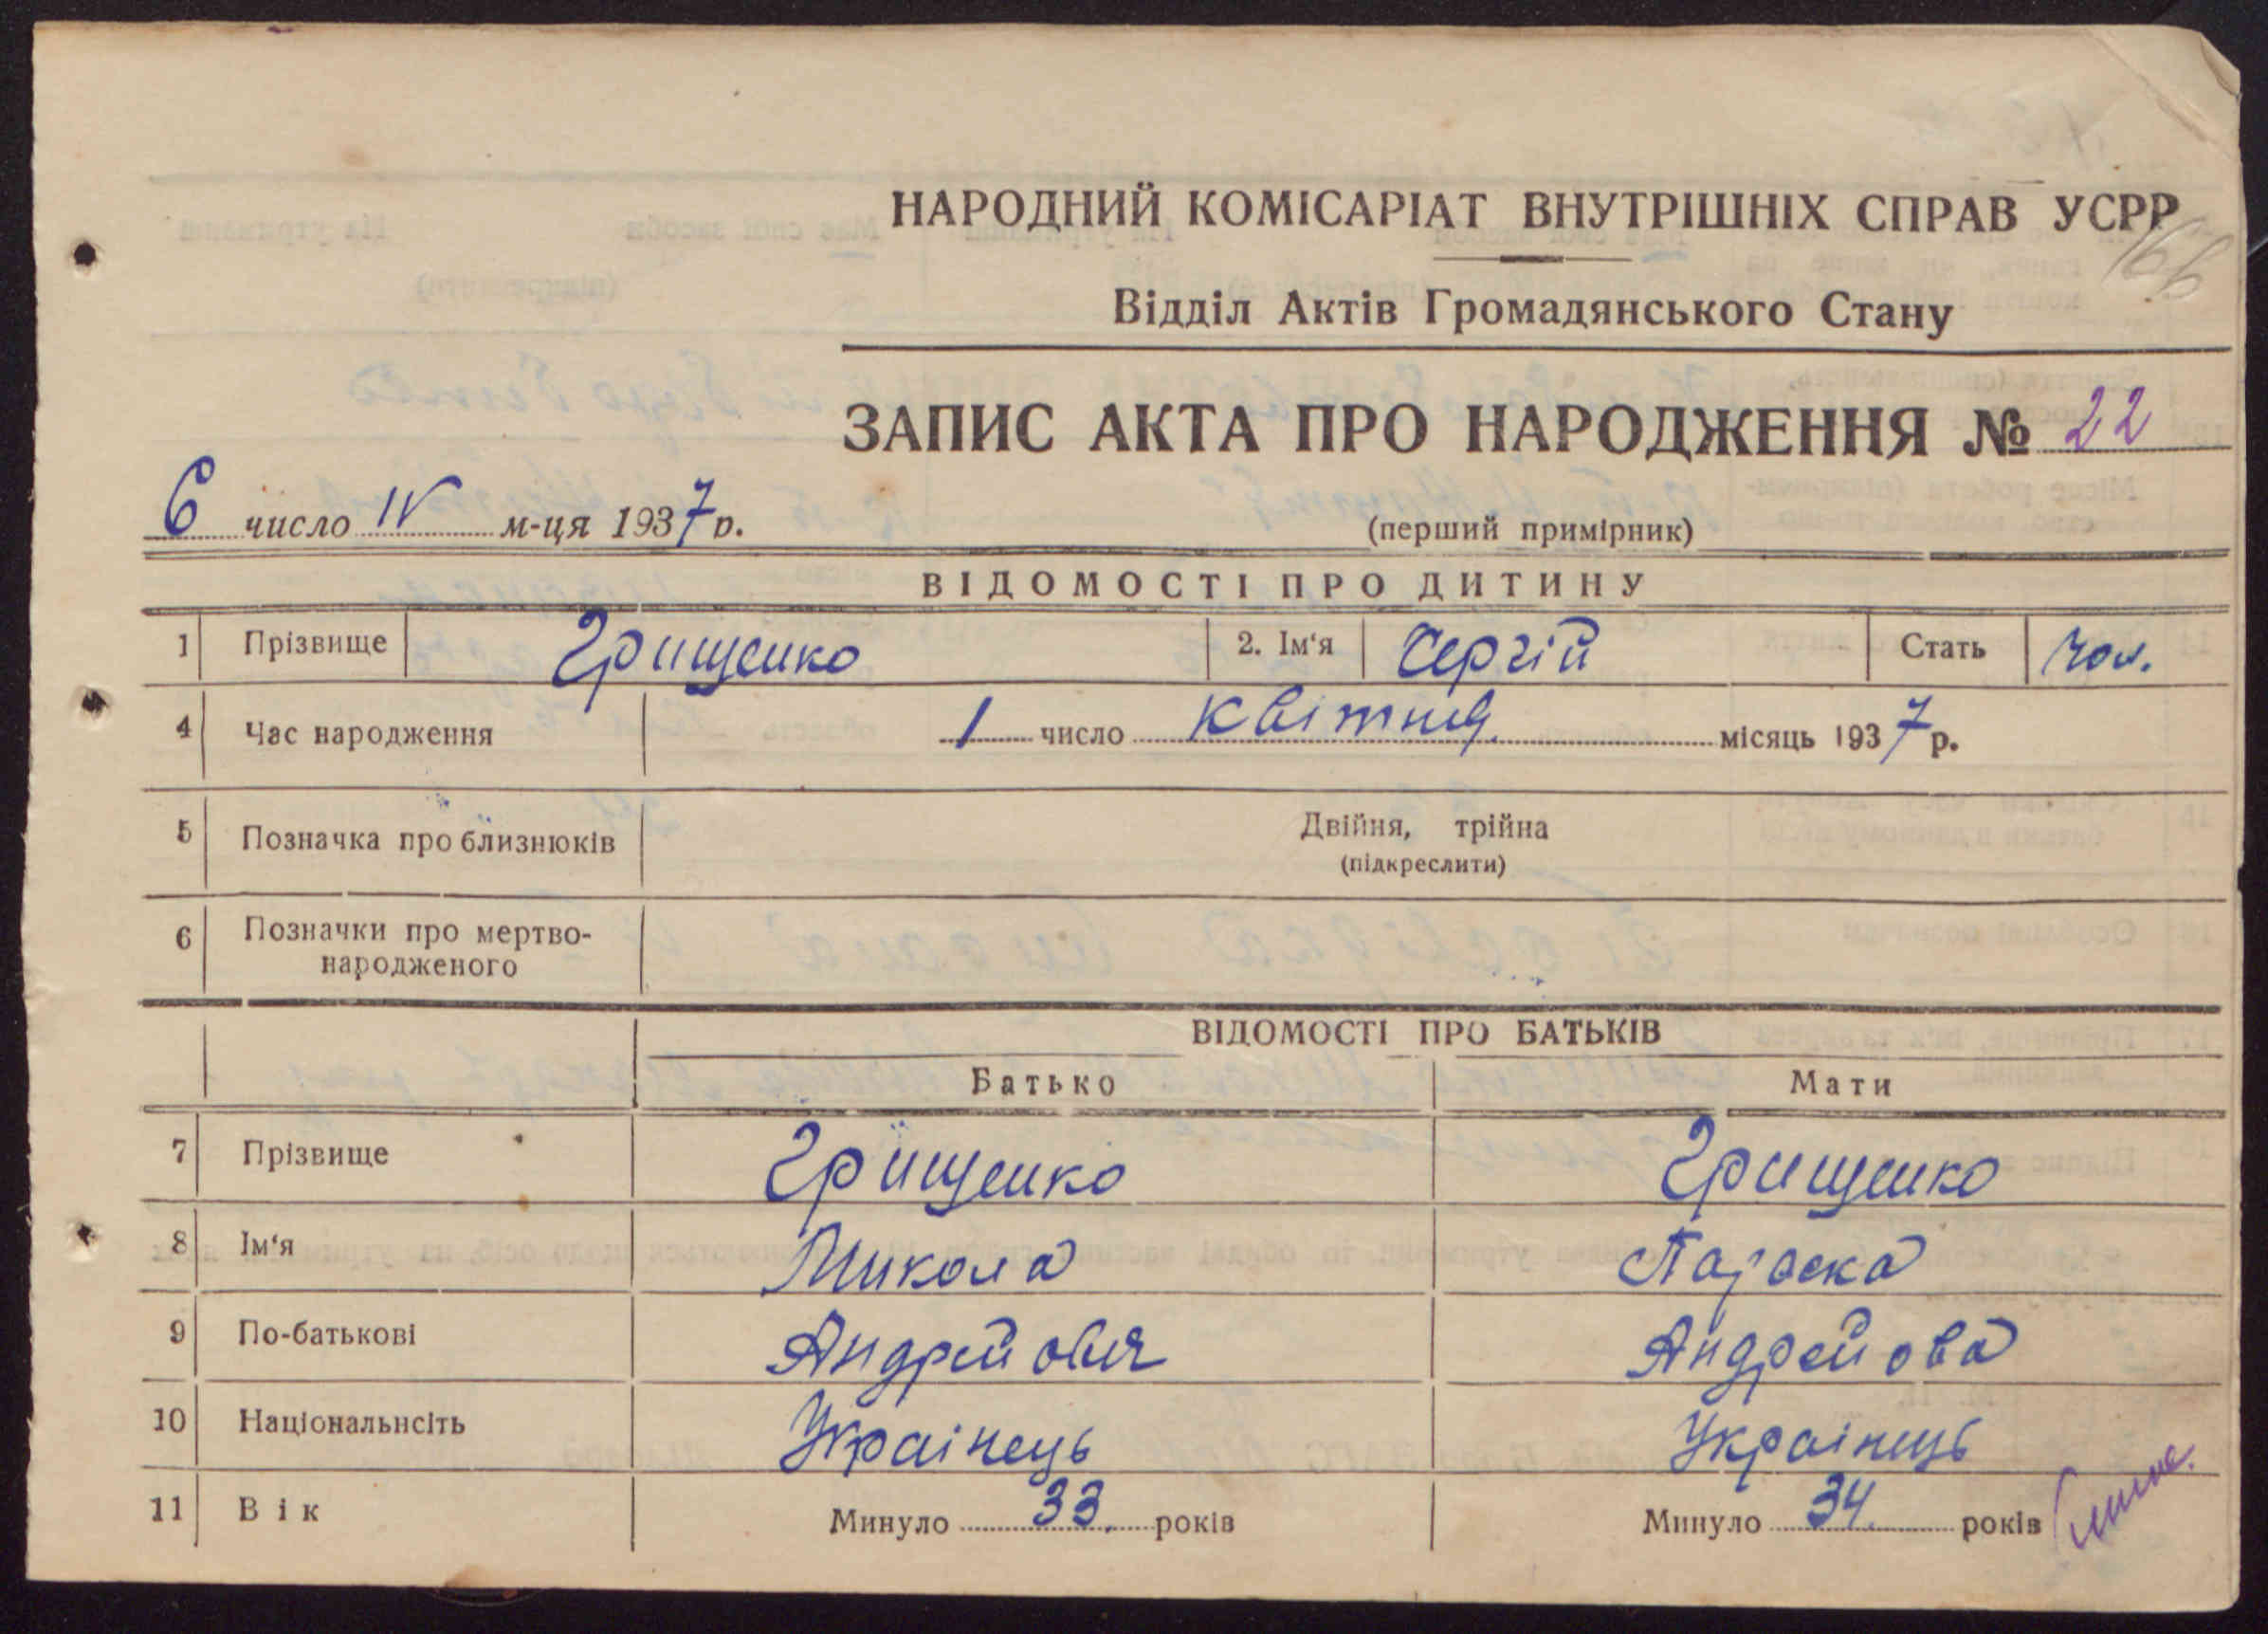 НАРОДНИЙ КОМІСАРІАТ ВНУТРІШНІХ СПРАВ УСРР
66
Відділ Актів Громадянського Стану
ЗАПИС АКТА ПРО НАРОДЖЕННЯ № 22
6 число IV м-ця 1937 р.
(перший примірник)
ВІДОМОСТІ ПРО ДИТИНУ
1 Прізвище Грищенко 2. Ім‘я Сергій Стать чол.
4 Час народження 1 число Квітня місяць 1937 р.
5 Позначка про близнюків Двійня, трійна
(підкреслити)
6 Позначки про мертво-
народженого
ВІДОМОСТІ ПРО БАТЬКІВ
Батько Мати
7 Прізвище Грищенко Грищенко
8 Ім‘я Микола Параска
9 По-батькові Андрейович Андрейова
10 Національнсіть Українець Українець
11 Вік Минуло 33. років Минуло 34. років